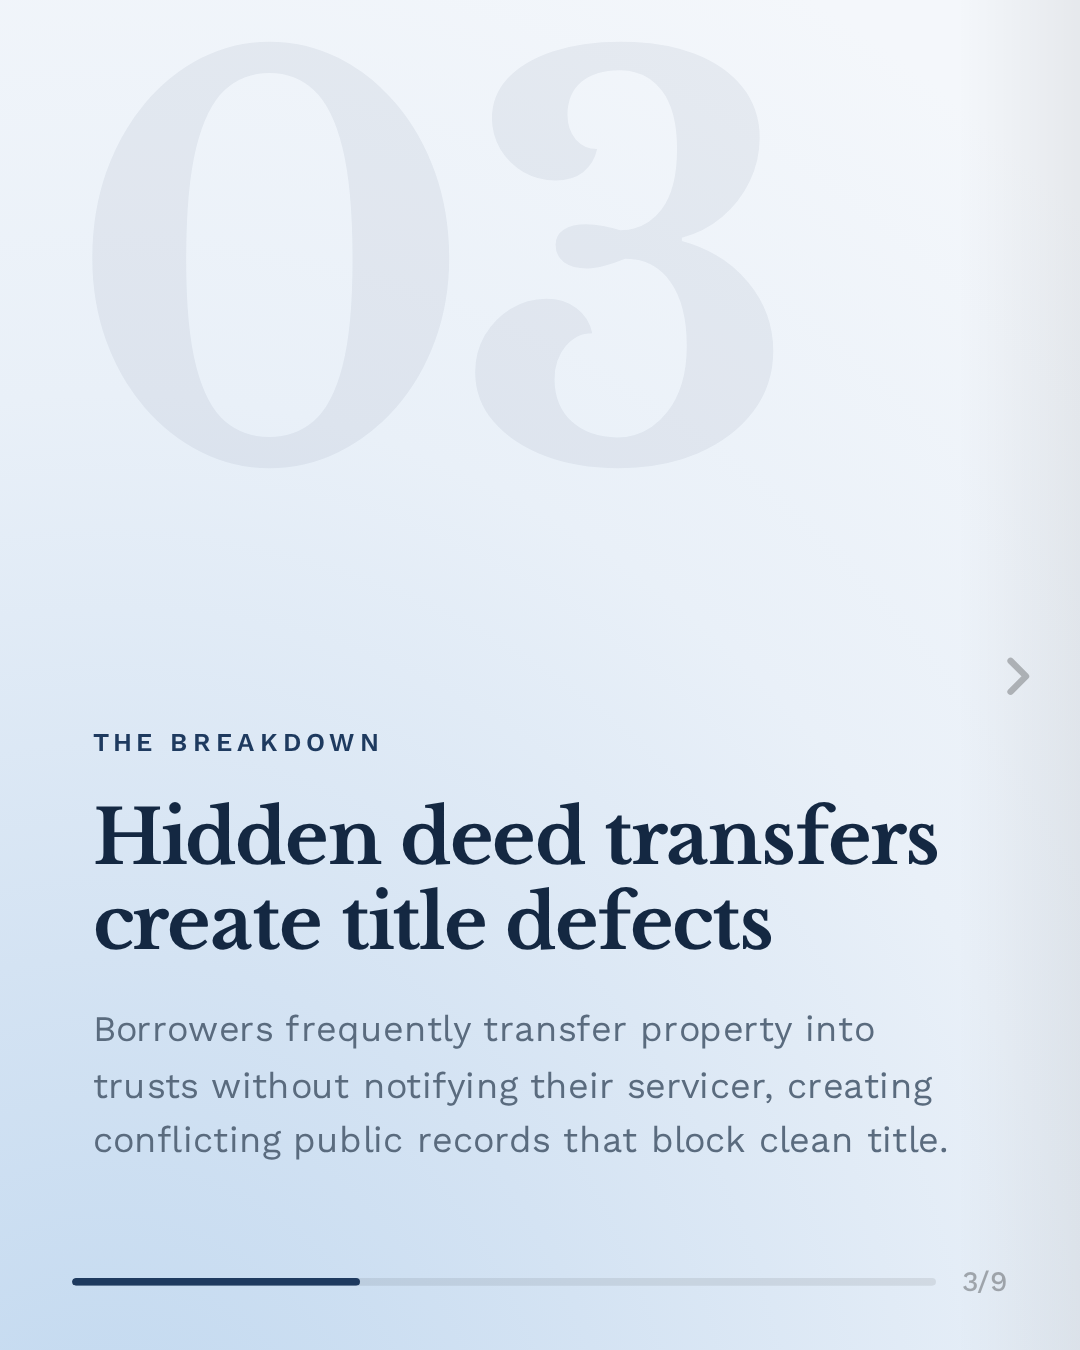 03
THE BREAKDOWN
Hidden deed transfers
create title defects
Borrowers frequently transfer property into
trusts without notifying their servicer, creating
conflicting public records that block clean title.
3/9